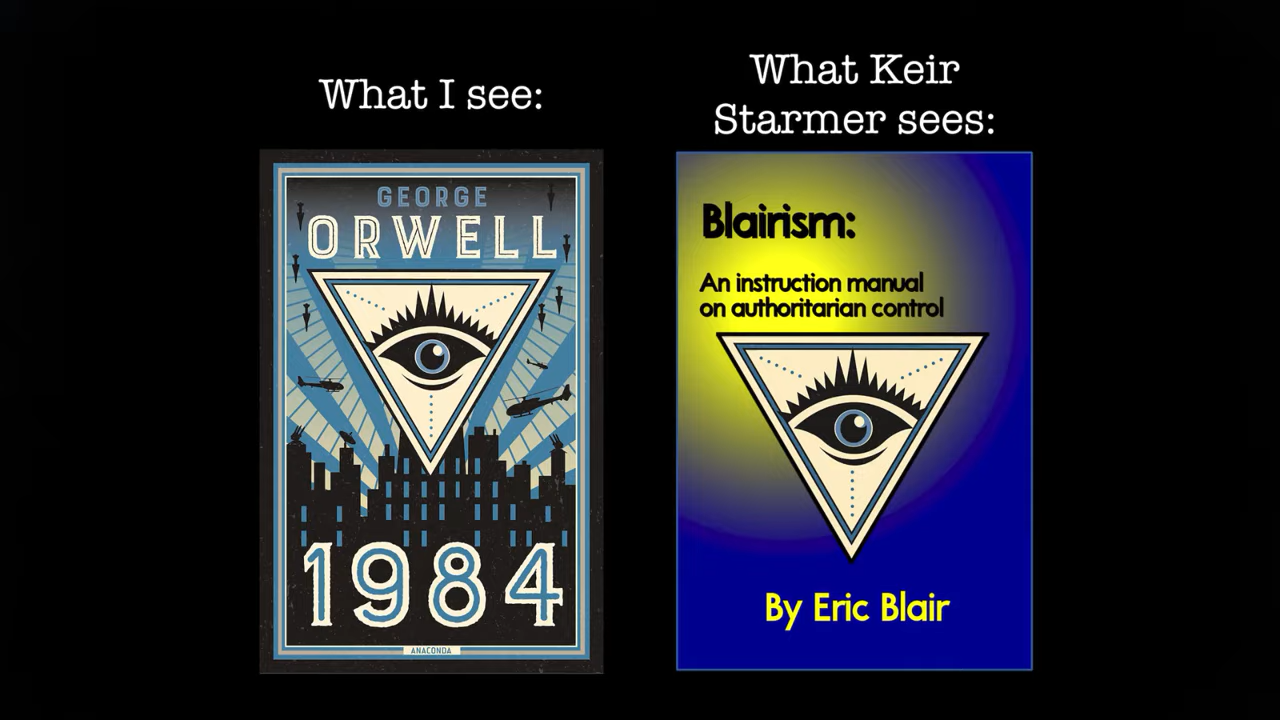 What I see:
GEORGE
ORWELL
1984
ANACONDA
What Keir
Starmer sees:
Blairism:
An instruction manual
on authoritarian control
By Eric Blair